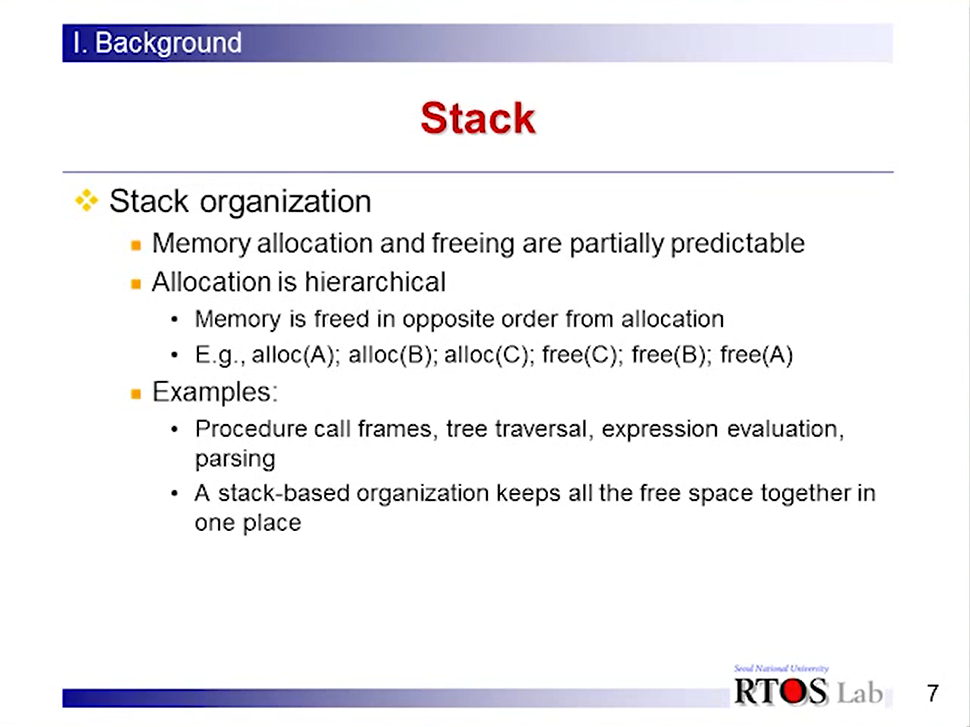 I. Background
Stack
Stack organization
Memory allocation and freeing are partially predictable
Allocation is hierarchical
• Memory is freed in opposite order from allocation
• E.g., alloc(A); alloc(B); alloc(C); free(C); free(B); free(A)
Examples:
• Procedure call frames, tree traversal, expression evaluation,
parsing
• A stack-based organization keeps all the free space together in
one place
Seoul National University
RTOS Lab
7